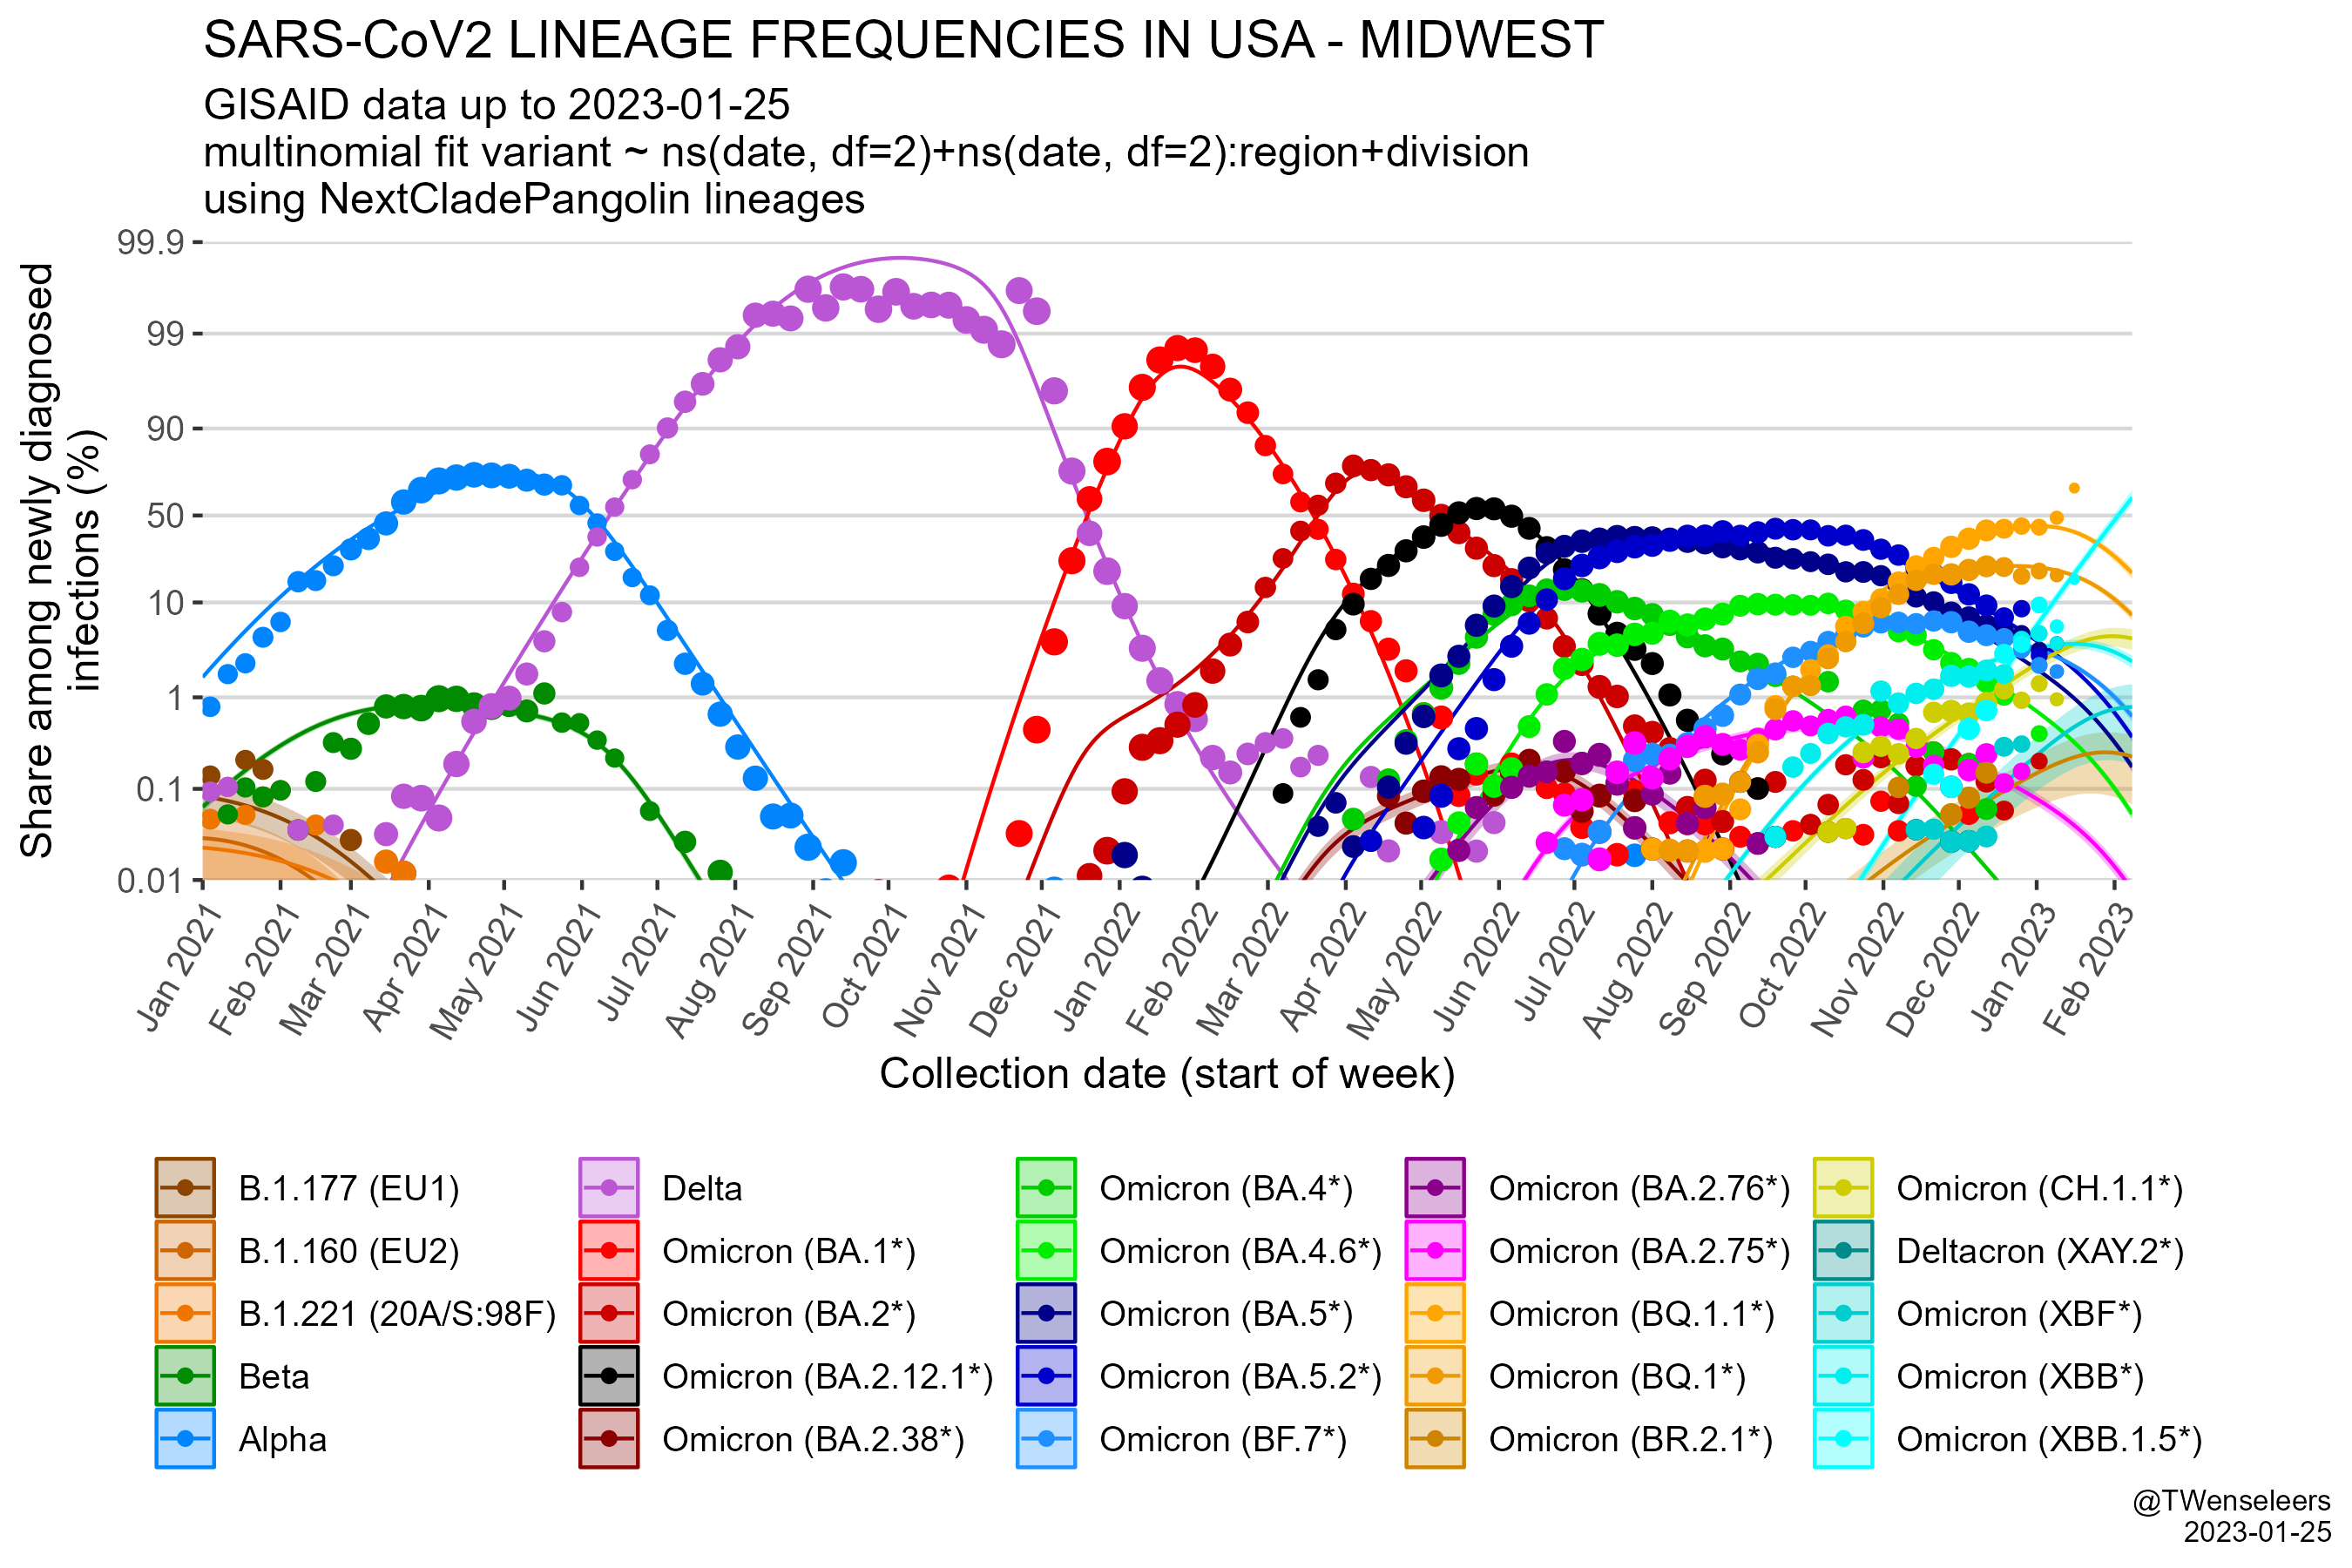 SARS-CoV2 LINEAGE FREQUENCIES IN USA - MIDWEST
GISAID data up to 2023-01-25
multinomial fit variant ~ ns(date, df=2)+ns(date, df=2):region+division
using NextCladePangolin lineages
Share among newly diagnosed
infections (%)
99.9
99
90
50
10
1
0.1
0.01
Jan 2021
Feb 2021
Mar 2021
Apr 2021
May 2021
Jun 2021
Jul 2021
Aug 2021
Sep 2021
Oct 2021
Nov 2021
Dec 2021
Jan 2022
Feb 2022
Mar 2022
Apr 2022
May 2022
Jun 2022
Jul 2022
Aug 2022
Sep 2022
Oct 2022
Nov 2022
Dec 2022
Jan 2023
Feb 2023
Collection date (start of week)
B.1.177 (EU1)
B.1.160 (EU2)
B.1.221 (20A/S:98F)
Beta
Alpha
Delta
Omicron (BA.1*)
Omicron (BA.2*)
Omicron (BA.2.12.1*)
Omicron (BA.2.38*)
Omicron (BA.4*)
Omicron (BA.4.6*)
Omicron (BA.5*)
Omicron (BA.5.2*)
Omicron (BF.7*)
Omicron (BA.2.76*)
Omicron (BA.2.75*)
Omicron (BQ.1.1*)
Omicron (BQ.1*)
Omicron (BR.2.1*)
Omicron (CH.1.1*)
Deltacron (XAY.2*)
Omicron (XBF*)
Omicron (XBB*)
Omicron (XBB.1.5*)
@TWenseleers
2023-01-25